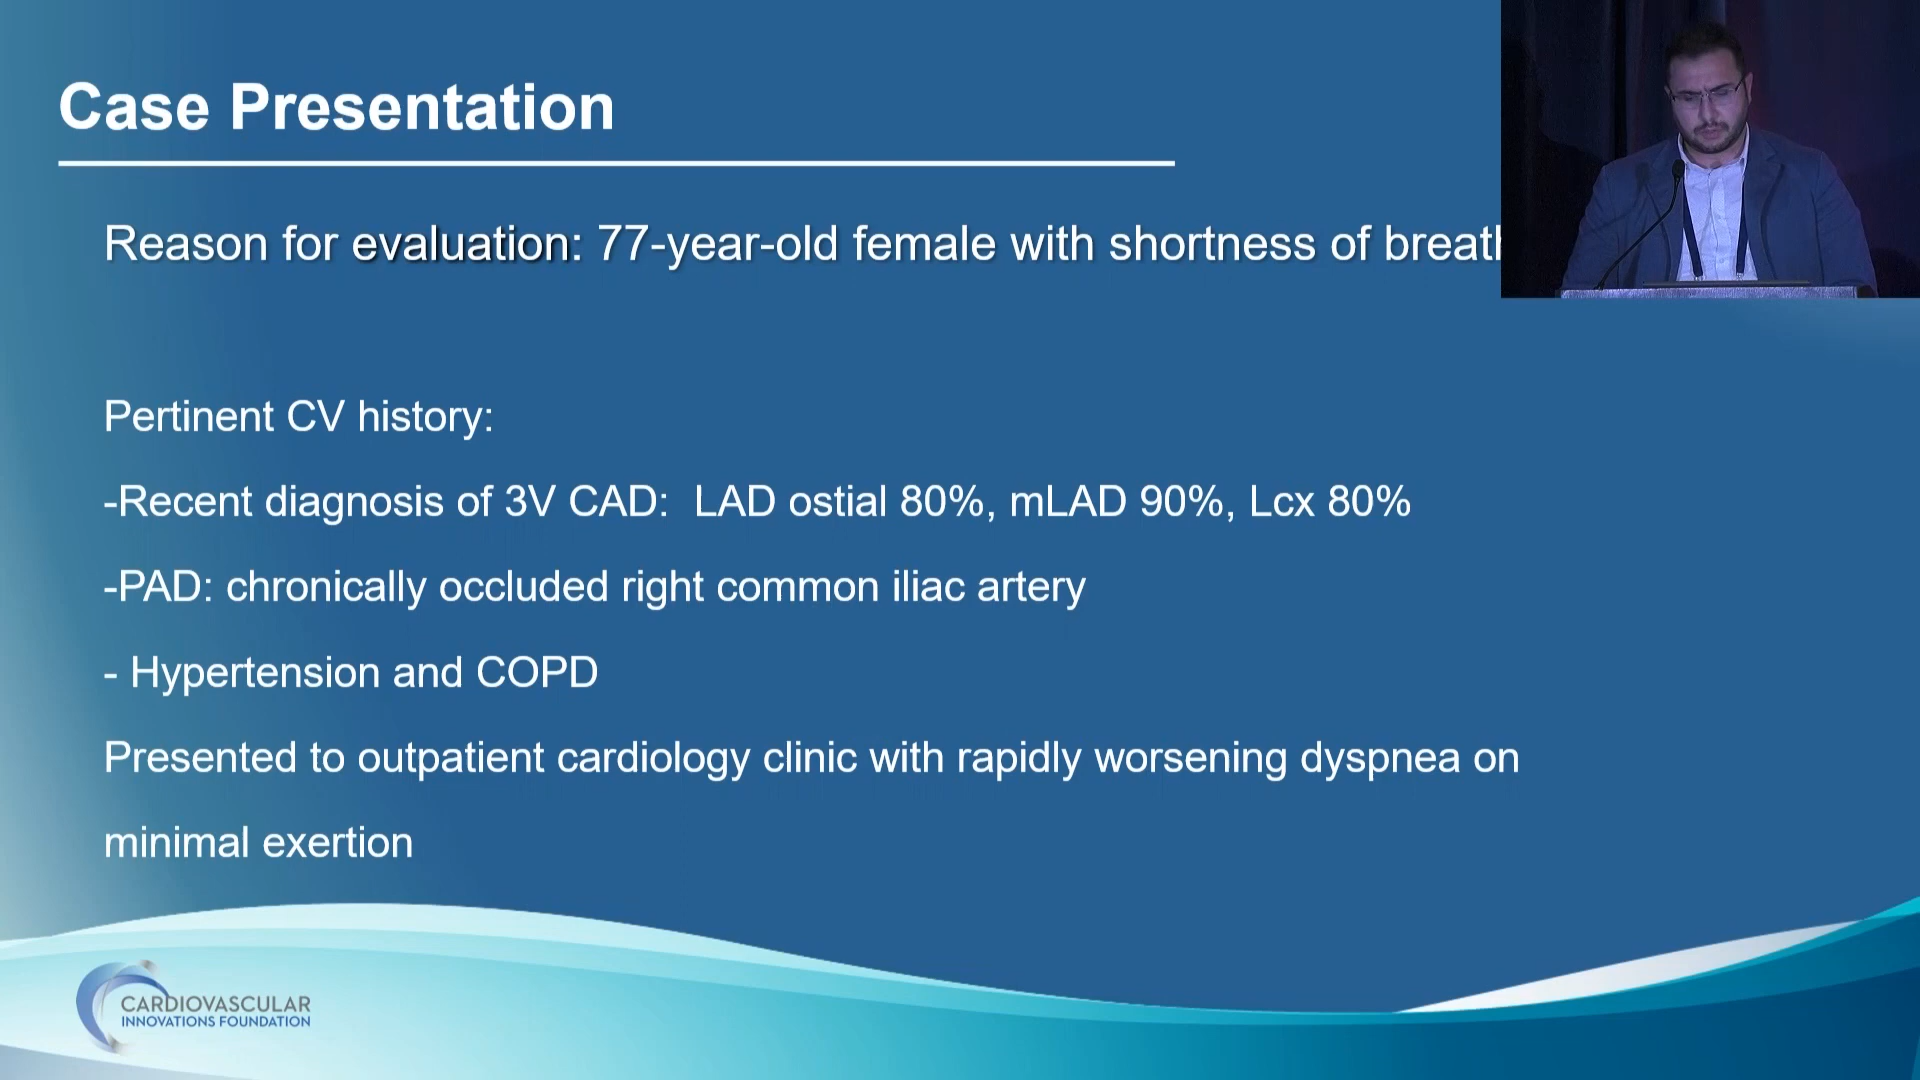 Case Presentation
Reason for evaluation: 77-year-old female with shortness of
Pertinent CV history:
-Recent diagnosis of 3V CAD:  LAD ostial 80%, mLAD 90%, Lcx 80%
-PAD: chronically occluded right common iliac artery
- Hypertension and COPD
Presented to outpatient cardiology clinic with rapidly worsening dyspnea on
minimal exertion
CARDIOVASCULAR
INNOVATIONS FOUNDATION